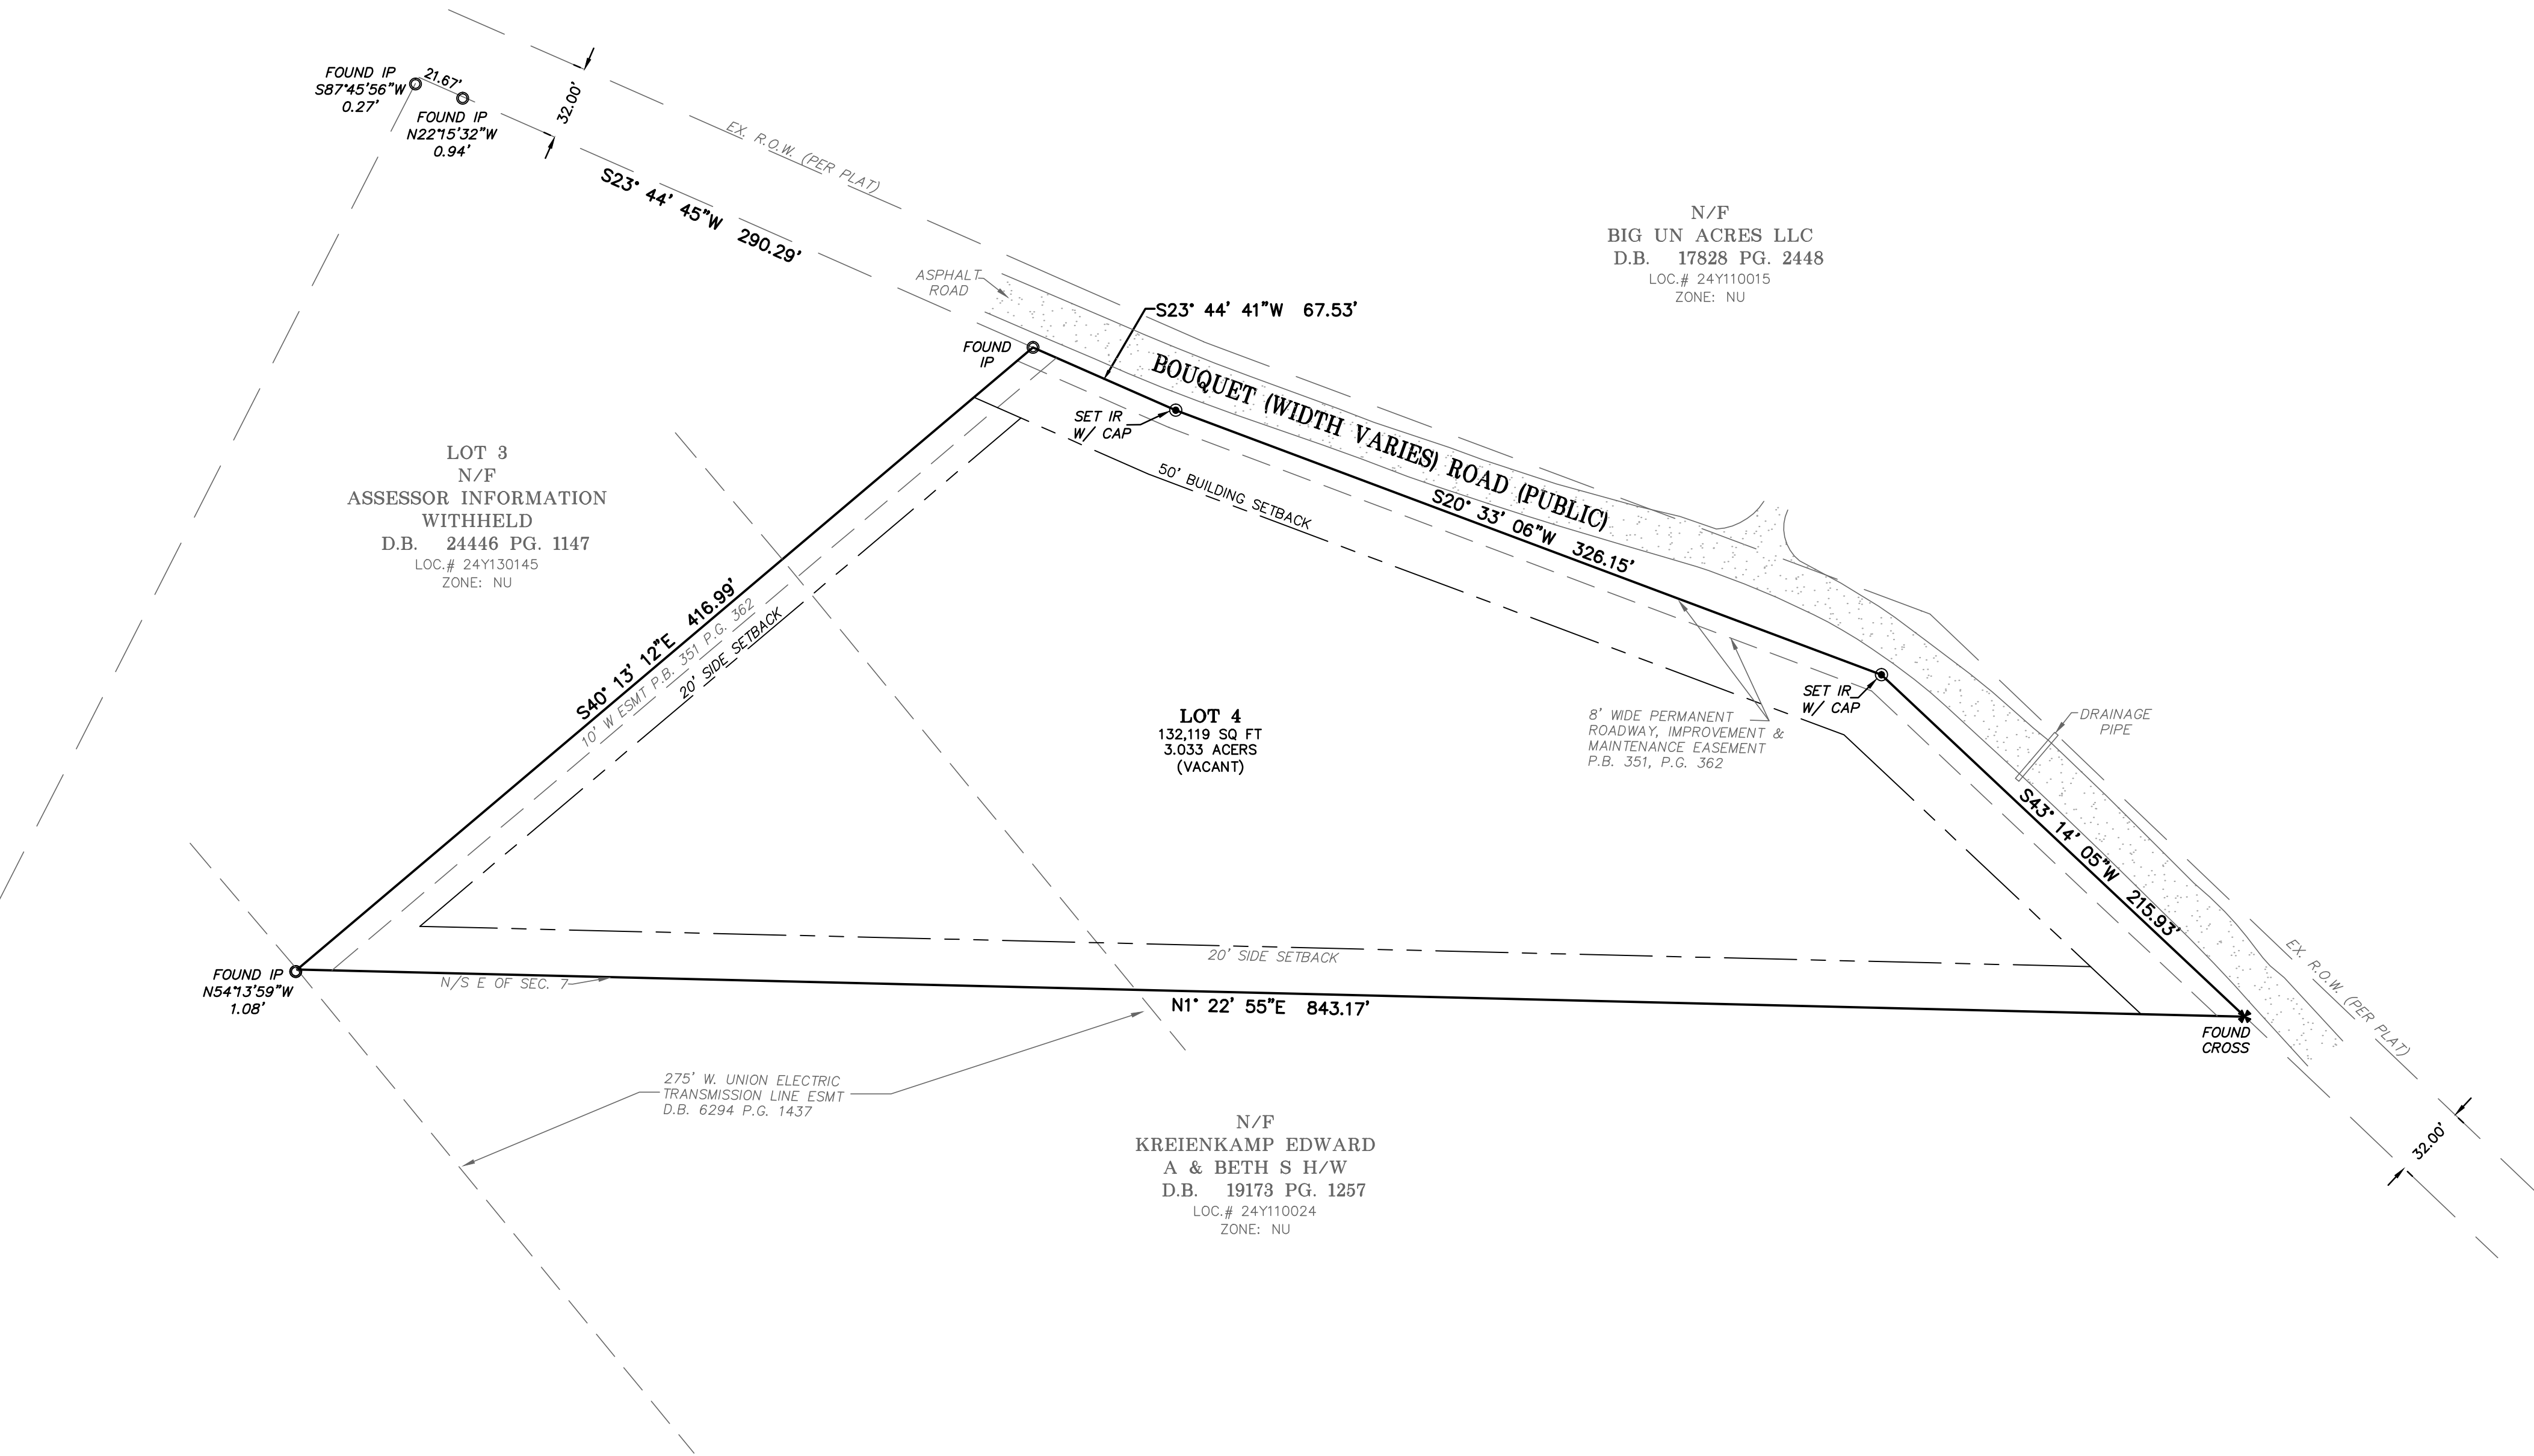 FOUND IP
S87°45'56"W
0.27'
21.67'
FOUND IP
N22°15'32"W
0.94'
32.00'
EX. R.O.W. (PER PLAT)
S23° 44' 45"W 290.29'
N/F
BIG UN ACRES LLC
D.B. 17828 PG. 2448
LOC.# 24Y110015
ZONE: NU
ASPHALT
ROAD
S23° 44' 41"W 67.53'
FOUND
IP
BOUQUET (WIDTH VARIES) ROAD (PUBLIC)
SET IR
W/ CAP
50' BUILDING SETBACK
S20° 33' 06"W 326.15'
LOT 3
N/F
ASSESSOR INFORMATION
WITHHELD
D.B. 24446 PG. 1147
LOC.# 24Y130145
ZONE: NU
S40° 13' 12"E 416.99'
10' W ESMT P.B. 351 P.G. 362
20' SIDE SETBACK
LOT 4
132,119 SQ FT
3.033 ACERS
(VACANT)
8' WIDE PERMANENT
ROADWAY, IMPROVEMENT &
MAINTENANCE EASEMENT
P.B. 351, P.G. 362
SET IR
W/ CAP
DRAINAGE
PIPE
S43° 14' 05"W 215.93'
EX. R.O.W. (PER PLAT)
20' SIDE SETBACK
FOUND IP
N54°13'59"W
1.08'
N/S E OF SEC. 7
N1° 22' 55"E 843.17'
FOUND
CROSS
275' W. UNION ELECTRIC
TRANSMISSION LINE ESMT
D.B. 6294 P.G. 1437
32.00'
N/F
KREIENKAMP EDWARD
A & BETH S H/W
D.B. 19173 PG. 1257
LOC.# 24Y110024
ZONE: NU